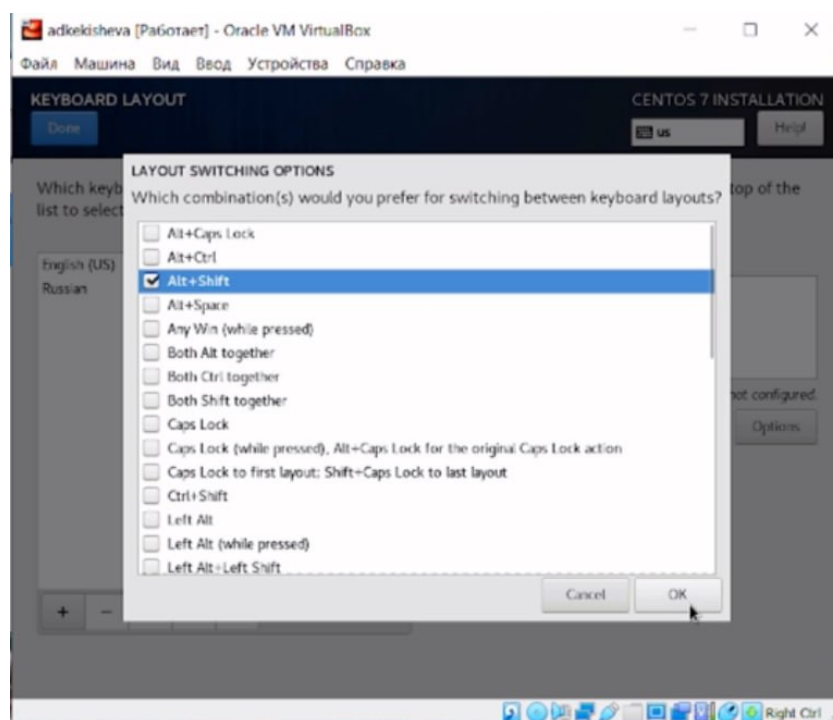 adkekisheva [Работает] - Oracle VM VirtualBox
Файл Машина Вид Ввод Устройства Справка
KEYBOARD LAYOUT
CENTOS 7 INSTALLATION
Done
us
Help!
LAYOUT SWITCHING OPTIONS
Which keyb
Which combination(s) would you prefer for switching between keyboard layouts?
top of the
list to select
Alt+Caps Lock
Alt+Ctrl
English (US)
Alt+Shift
Russian
Alt+Space
Any Win (while pressed)
Both Alt together
Both Ctrl together
Both Shift together
not configured.
Caps Lock
Options
Caps Lock (while pressed), Alt+Caps Lock for the original Caps Lock action
Caps Lock to first layout; Shift+Caps Lock to last layout
Ctrl+Shift
Left Alt
Left Alt (while pressed)
Left Alt+Left Shift
Cancel
OK
+ −
Right Ctrl